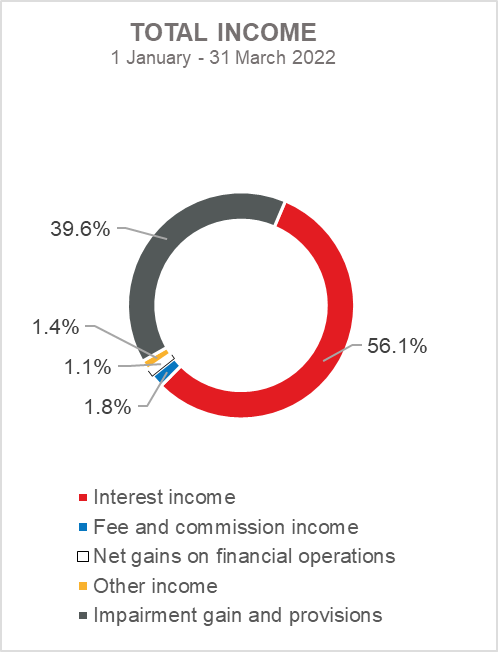 TOTAL INCOME
1 January - 31 March 2022
39.6%
1.4%
1.1%
1.8%
56.1%
Interest income
Fee and commission income
Net gains on financial operations
Other income
Impairment gain and provisions